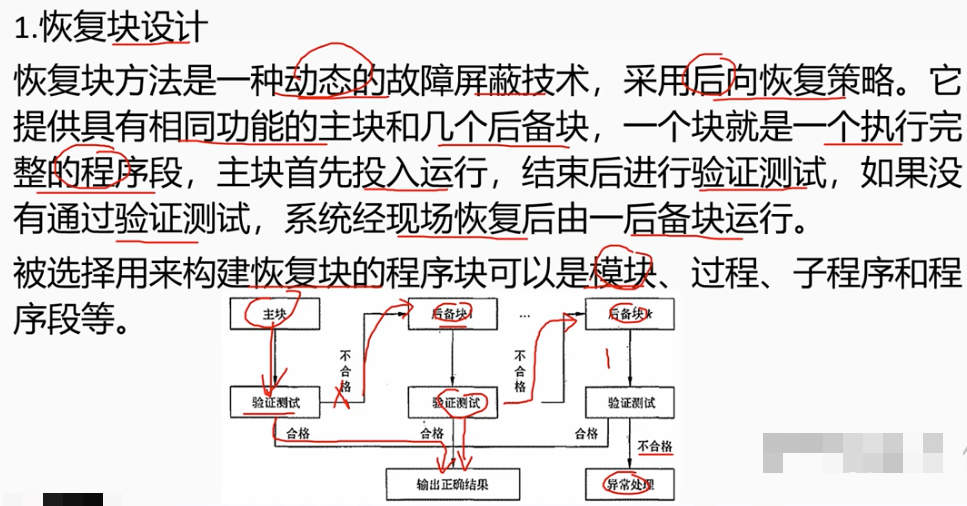 1.恢复块设计
恢复块方法是一种动态的故障屏蔽技术，采用后向恢复策略。它
提供具有相同功能的主块和几个后备块，一个块就是一个执行完
整的程序段，主块首先投入运行，结束后进行验证测试，如果没
有通过验证测试，系统经现场恢复后由一后备块运行。
被选择用来构建恢复块的程序块可以是模块、过程、子程序和程
序段等。
主块
后备块1
…
后备块k
不合格
不合格
验证测试
验证测试
验证测试
合格
合格
合格
不合格
输出正确结果
异常处理